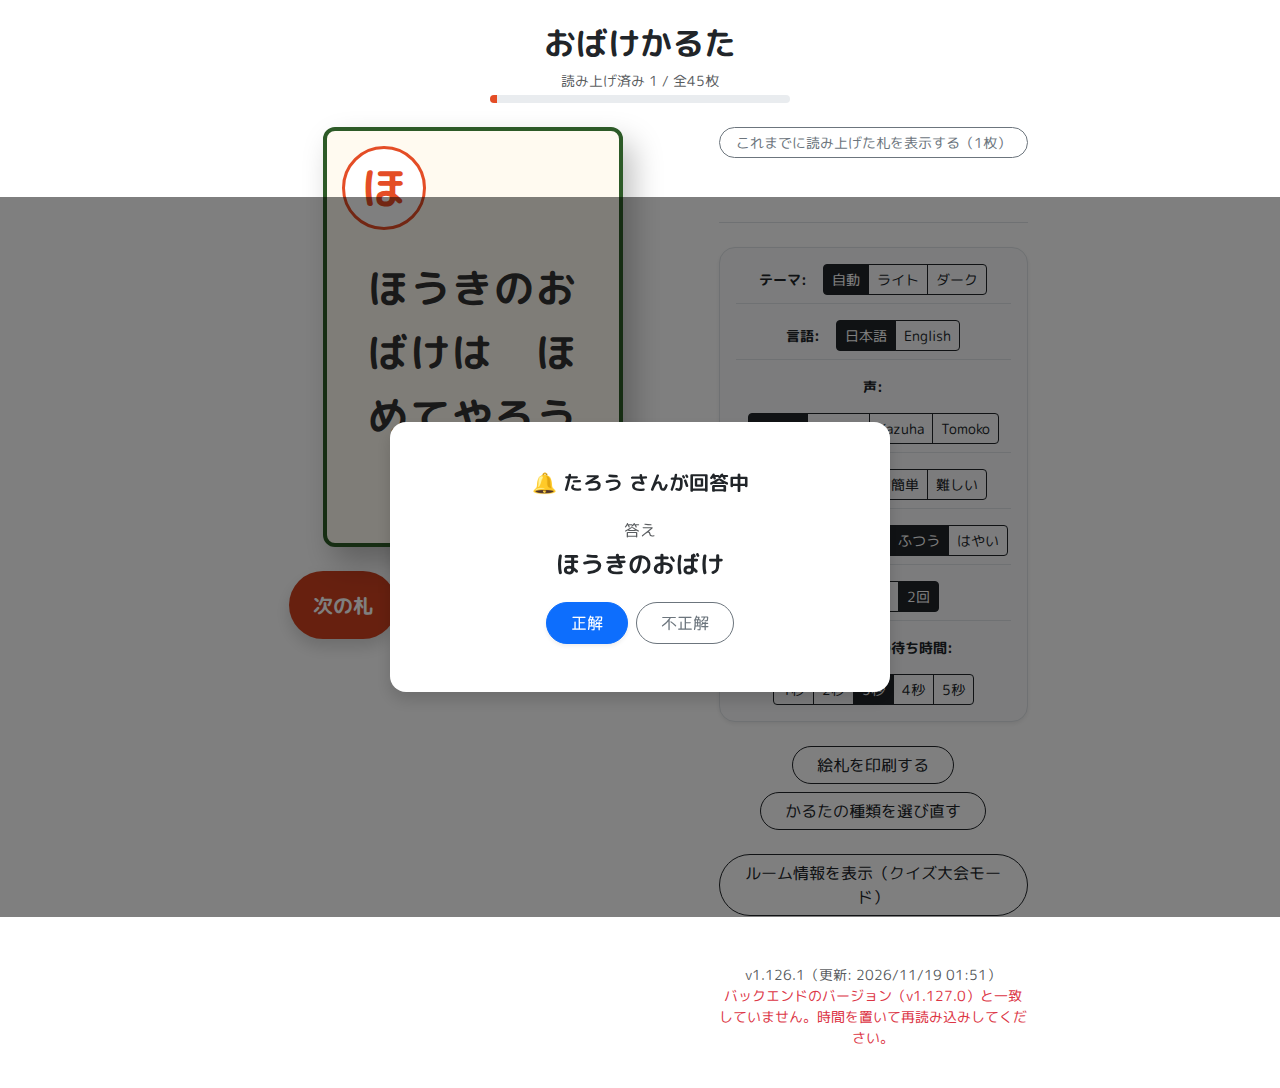 おばけかるた
読み上げ済み 1 / 全45枚
ほ
ほうきのお
ばけは　ほ
めてやろう
次の札
これまでに読み上げた札を表示する（1枚）
テーマ: 自動 ライト ダーク
言語: 日本語 English
声:
Tomoko
簡単 難しい
ふつう はやい
2回
待ち時間:
4秒 5秒
🔔 たろう さんが回答中
答え
ほうきのおばけ
正解 不正解
絵札を印刷する
かるたの種類を選び直す
ルーム情報を表示（クイズ大会モー
ド）
v1.126.1（更新: 2026/11/19 01:51）
バックエンドのバージョン（v1.127.0）と一致
していません。時間を置いて再読み込みしてくだ
さい。